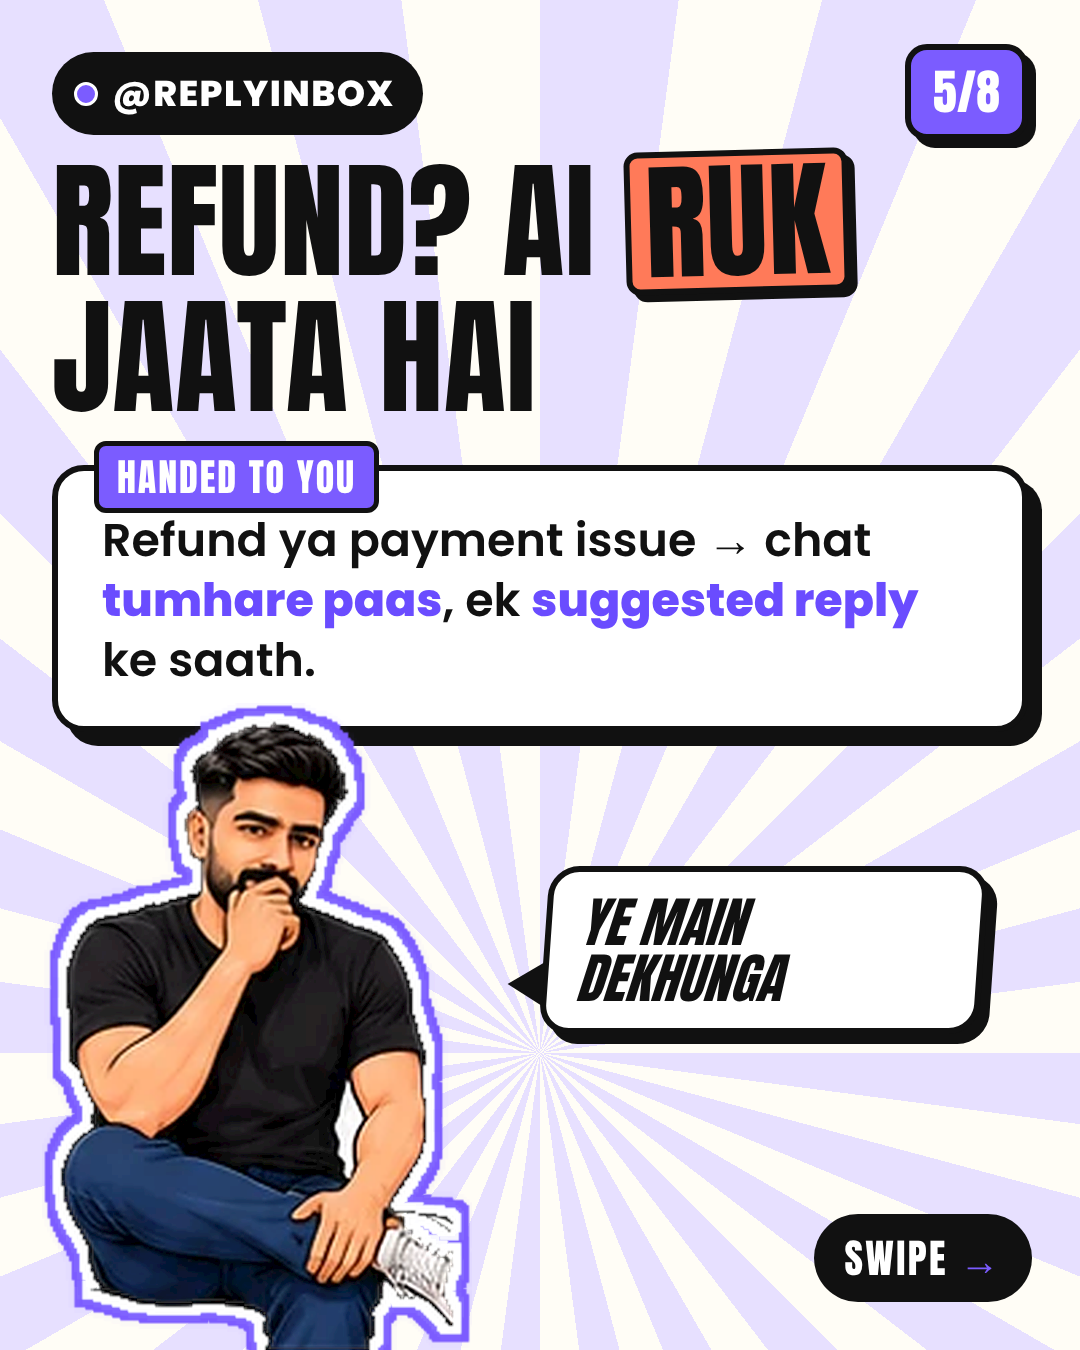 @REPLYINBOX
5/8
REFUND? AI RUK
JAATA HAI
HANDED TO YOU
Refund ya payment issue → chat
tumhare paas, ek suggested reply
ke saath.
YE MAIN
DEKHUNGA
SWIPE →